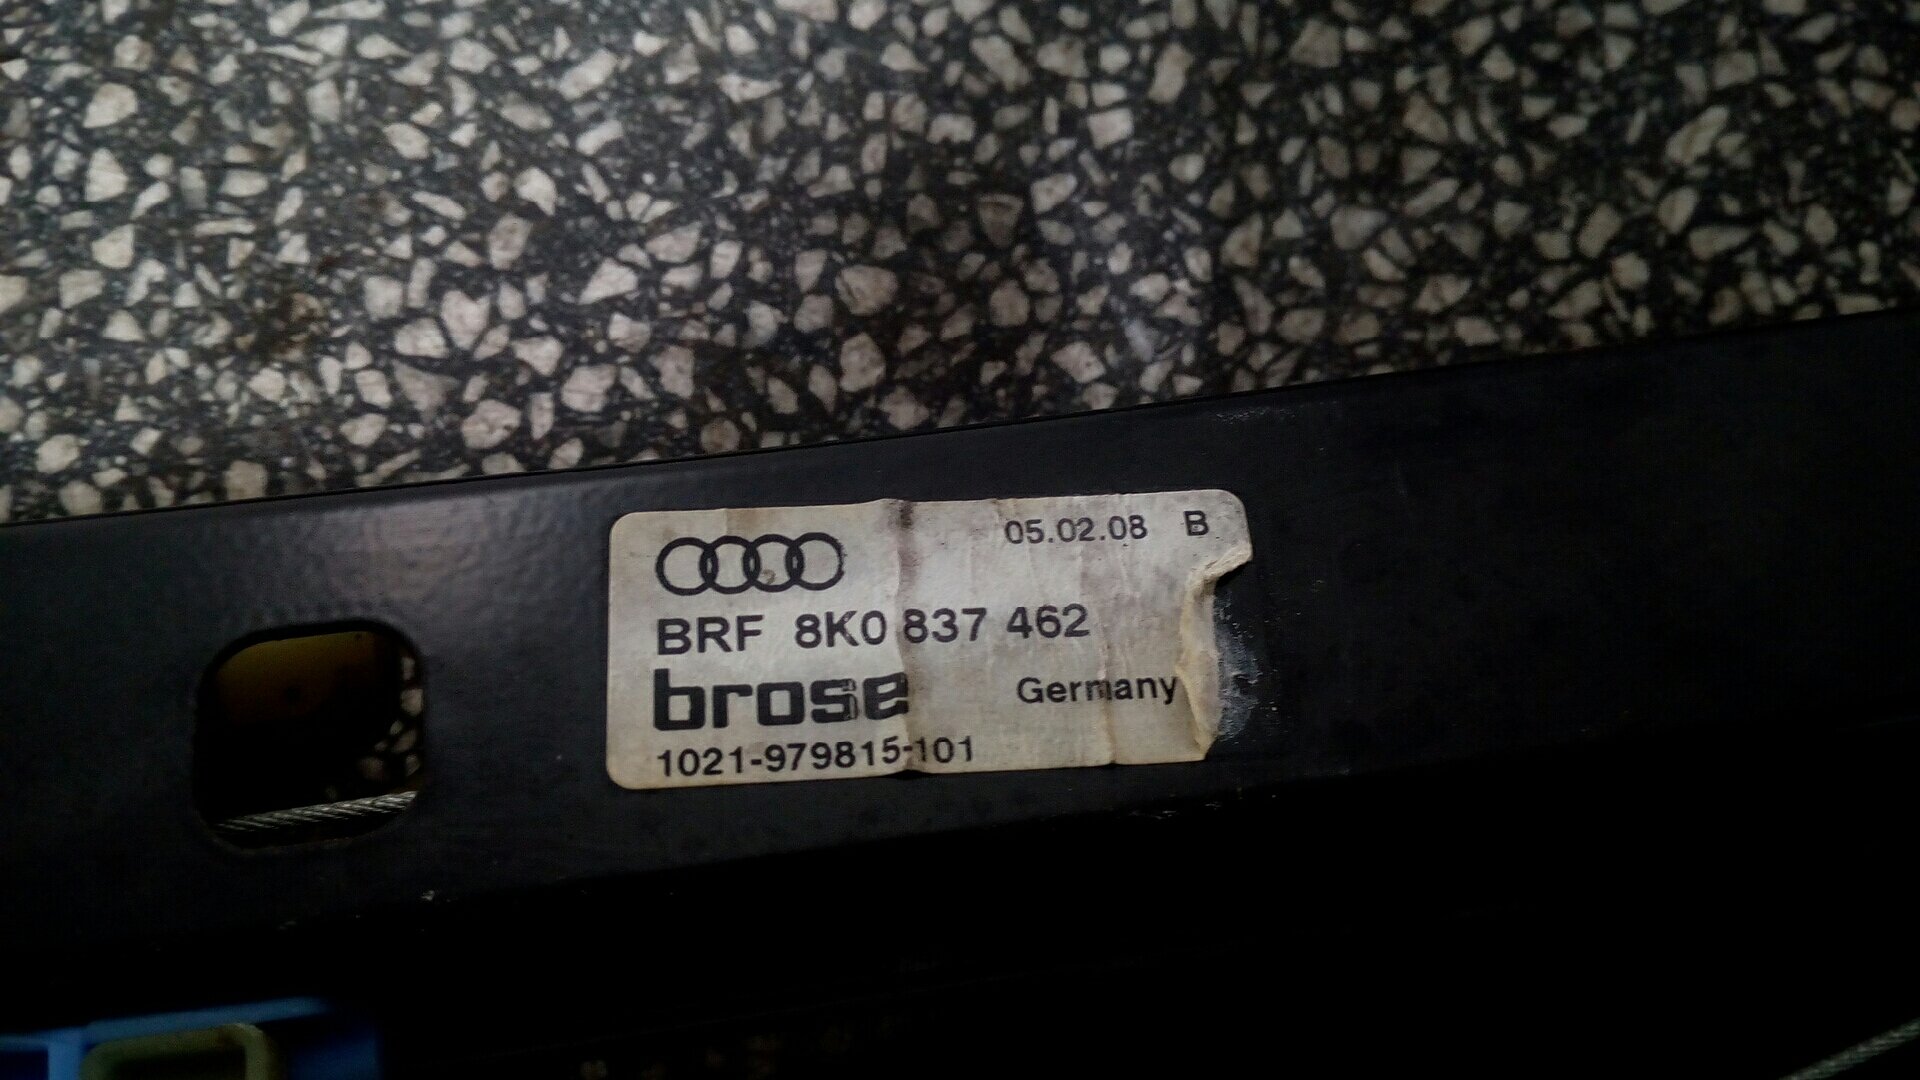 05.02.08 B
BRF 8K0 837 462
brose Germany
1021-979815-101